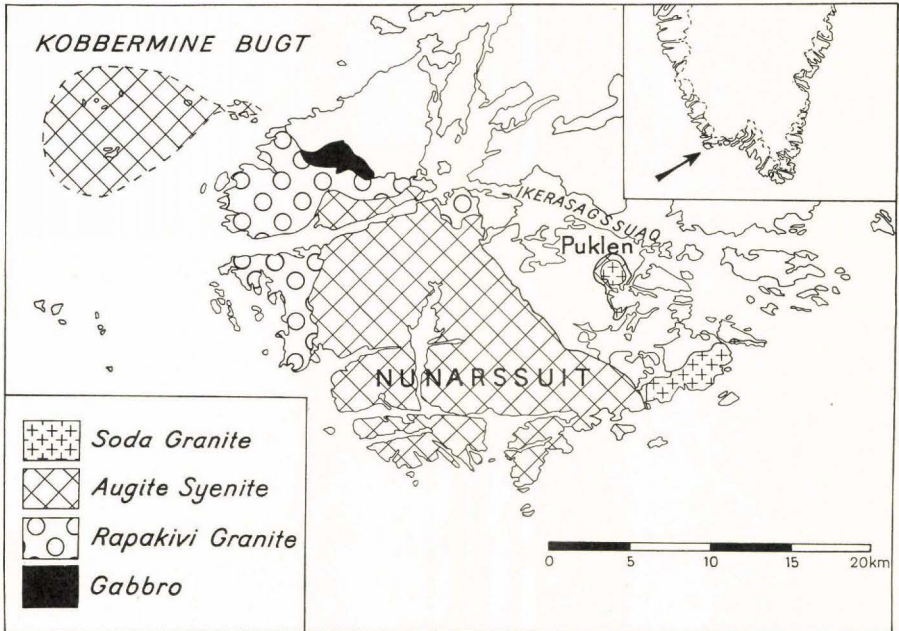 KOBBERMINE BUGT
IKERASAGSSUAQ
Puklen
NUNARSSUIT
Soda Granite
Augite Syenite
Rapakivi Granite
Gabbro
0 5 10 15 20km